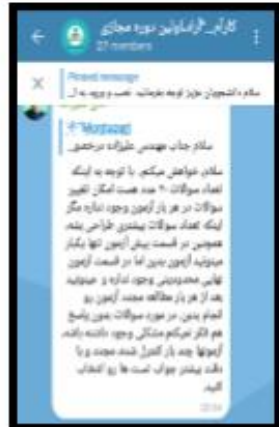 کارآم_فراساولین دوره مجازی
27 members
Pinned message
سلام دانشجویان عزیز توجه بفرمائید: نصب و ورود به ا...
سلام جناب مهندس علیزاده درخصو...
سلام، خواهش میکنم. با توجه به اینکه
تعداد سوالات ۲۰ عدد هست امکان تغییر
سوالات در هر بار آزمون وجود نداره مگر
اینکه تعداد سوالات بیشتری طراحی بشه.
همچنین در قسمت پیش آزمون تنها یکبار
میتونید آزمون بدین اما در قسمت آزمون
نهایی محدودیتی وجود نداره و میتونید
بعد از هر بار مطالعه مجدد آزمون رو
انجام بدین. در مورد سوالات بدون پاسخ
هم فکر نمیکنم مشکلی وجود داشته باشه.
آزمونها چند بار کنترل شده. مجدد و با
دقت بیشتر جواب تست ها رو انتخاب
کنید.